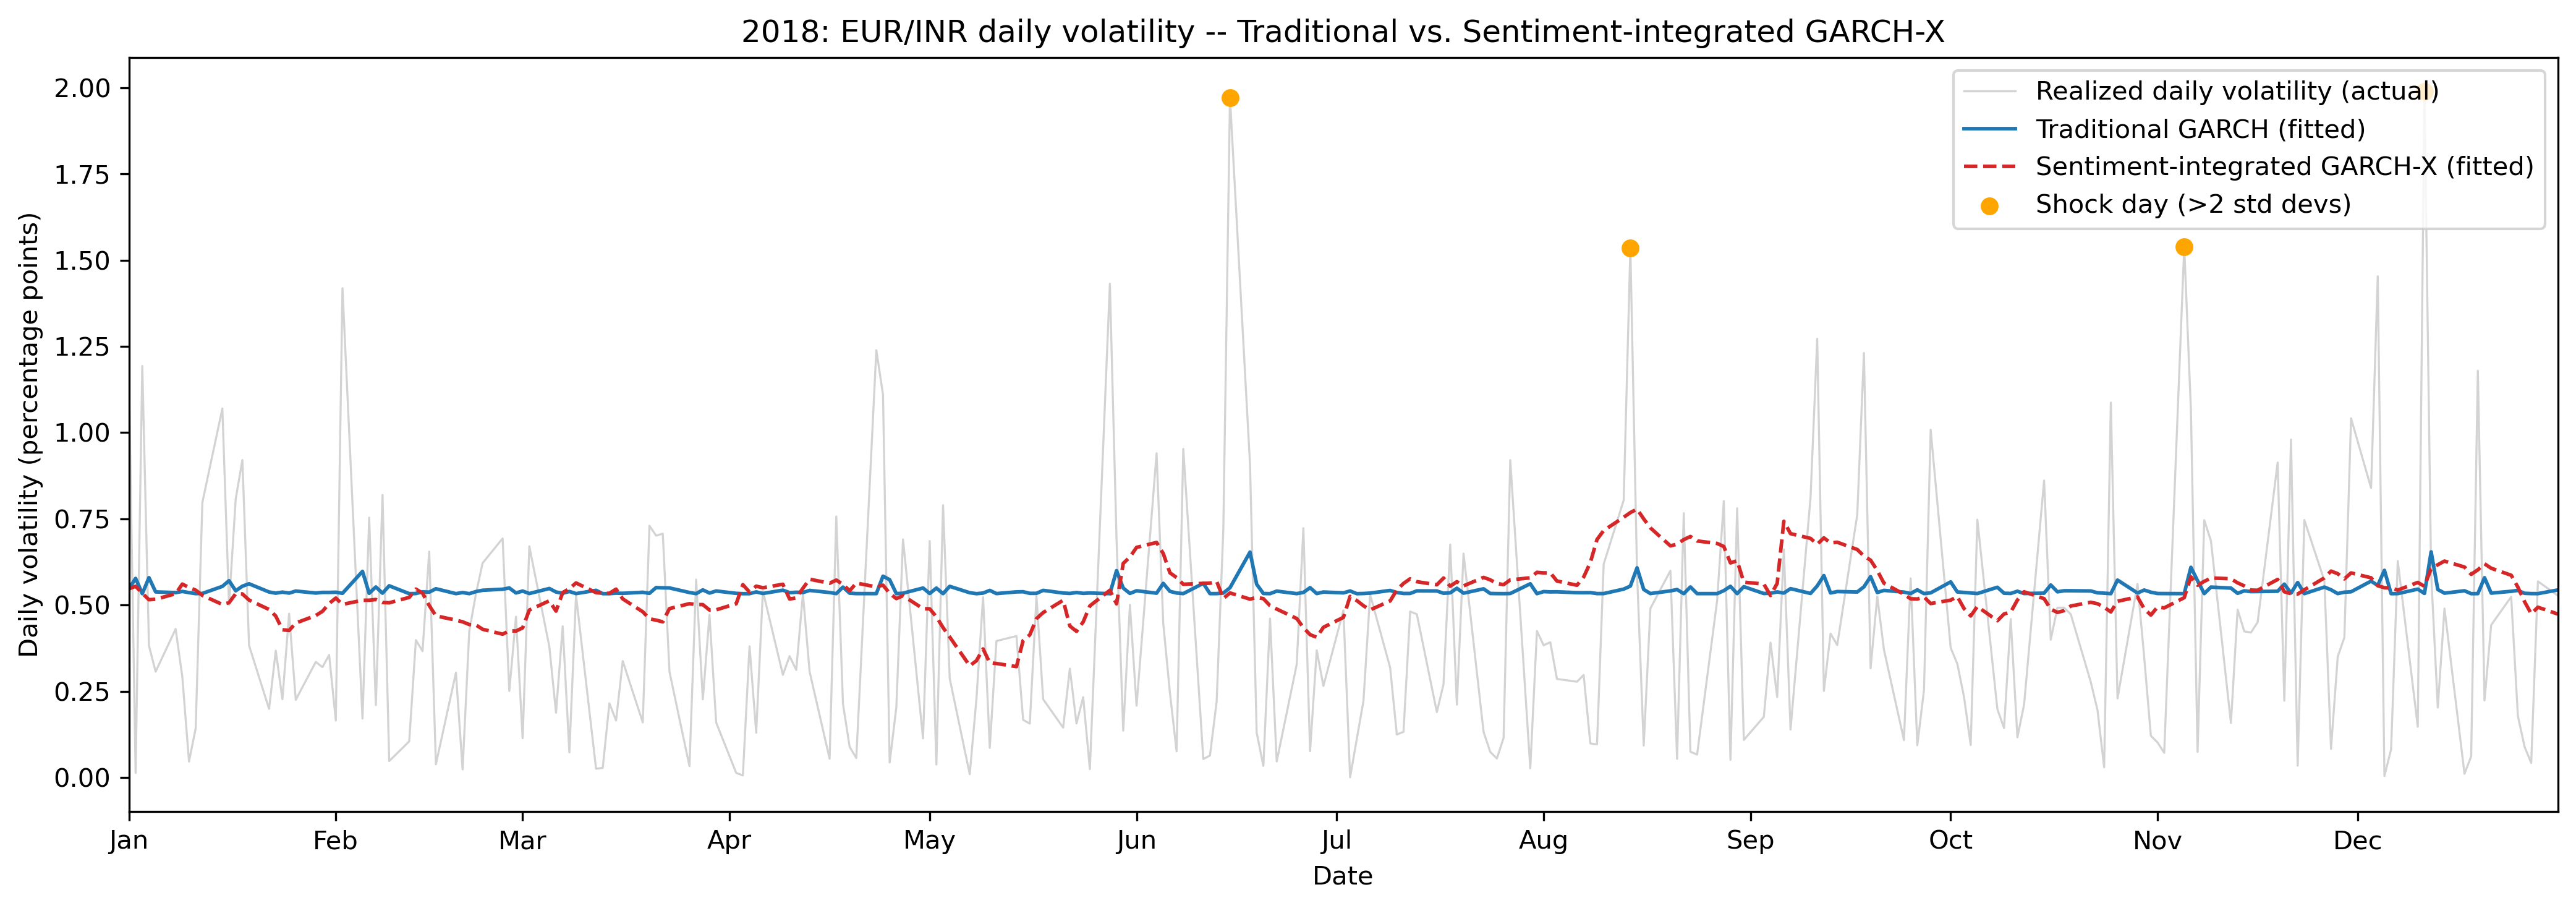 2018: EUR/INR daily volatility -- Traditional vs. Sentiment-integrated GARCH-X
Realized daily volatility (actual)
Traditional GARCH (fitted)
Sentiment-integrated GARCH-X (fitted)
Shock day (>2 std devs)
Daily volatility (percentage points)
2.00
1.75
1.50
1.25
1.00
0.75
0.50
0.25
0.00
Jan Feb Mar Apr May Jun Jul Aug Sep Oct Nov Dec
Date